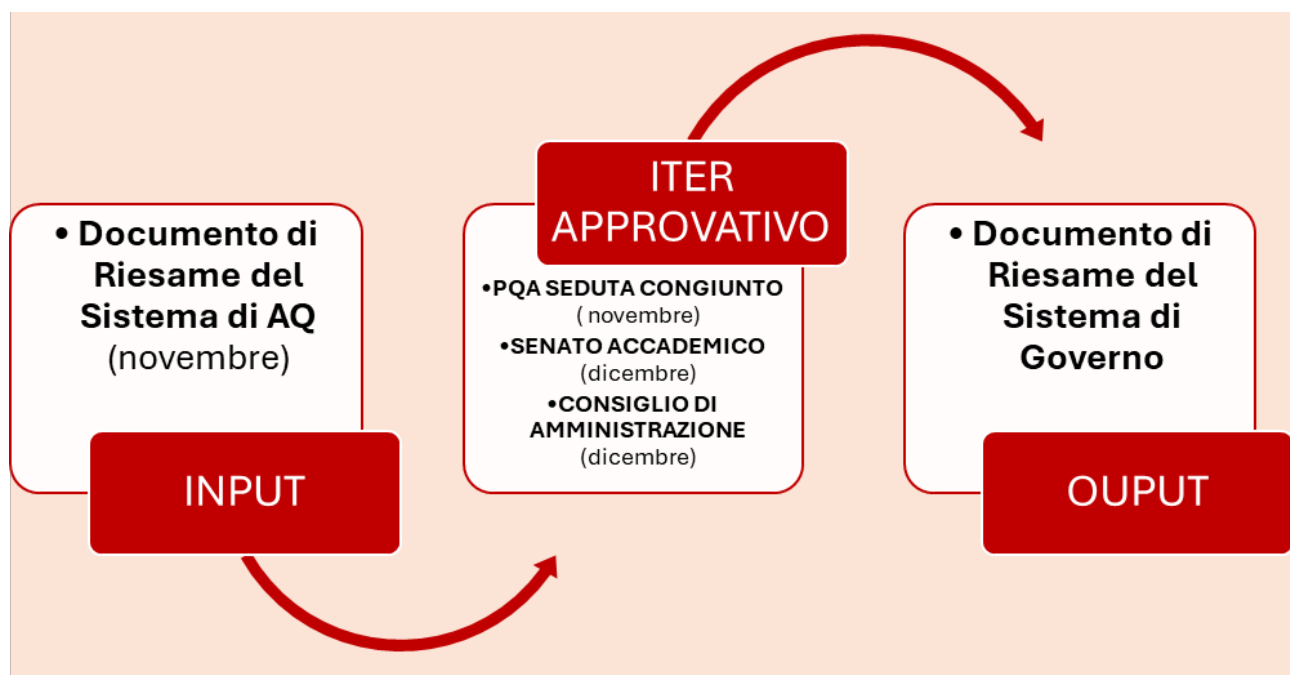 • Documento di
Riesame del
Sistema di AQ
(novembre)
INPUT
ITER
APPROVATIVO
•PQA SEDUTA CONGIUNTO
( novembre)
•SENATO ACCADEMICO
(dicembre)
•CONSIGLIO DI
AMMINISTRAZIONE
(dicembre)
• Documento di
Riesame del
Sistema di
Governo
OUPUT